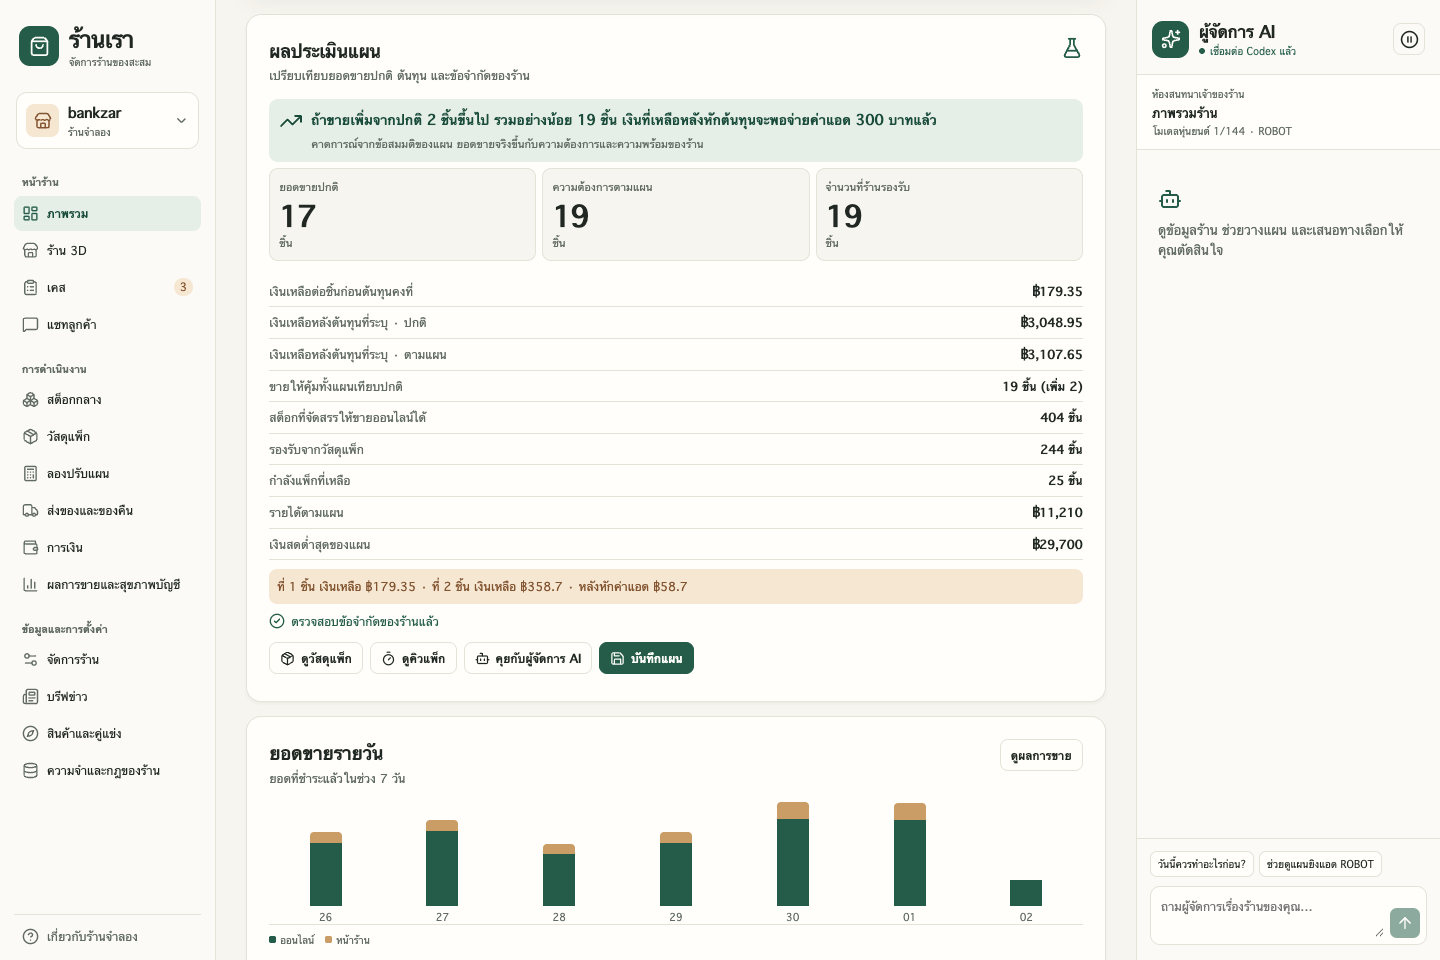 ร้านเรา
จัดการร้านของสะสม
bankzar
ร้านจำลอง
หน้าร้าน
ภาพรวม
ร้าน 3D
เคส
3
แชทลูกค้า
การดำเนินงาน
สต็อกกลาง
วัสดุแพ็ก
ลองปรับแผน
ส่งของและของคืน
การเงิน
ผลการขายและสุขภาพบัญชี
ข้อมูลและการตั้งค่า
จัดการร้าน
บรีฟข่าว
สินค้าและคู่แข่ง
ความจำและกฎของร้าน
เกี่ยวกับร้านจำลอง
ผลประเมินแผน
เปรียบเทียบยอดขายปกติ ต้นทุน และข้อจำกัดของร้าน
ถ้าขายเพิ่มจากปกติ 2 ชิ้นขึ้นไป รวมอย่างน้อย 19 ชิ้น เงินที่เหลือหลังหักต้นทุนจะพอจ่ายค่าแอด 300 บาทแล้ว
คาดการณ์จากข้อสมมติของแผน ยอดขายจริงขึ้นกับความต้องการและความพร้อมของร้าน
ยอดขายปกติ
17
ชิ้น
ความต้องการตามแผน
19
ชิ้น
จำนวนที่ร้านรองรับ
19
ชิ้น
เงินเหลือต่อชิ้นก่อนต้นทุนคงที่ ฿179.35
เงินเหลือหลังต้นทุนที่ระบุ · ปกติ ฿3,048.95
เงินเหลือหลังต้นทุนที่ระบุ · ตามแผน ฿3,107.65
ขายให้คุ้มทั้งแผนเทียบปกติ 19 ชิ้น (เพิ่ม 2)
สต็อกที่จัดสรรให้ขายออนไลน์ได้ 404 ชิ้น
รองรับจากวัสดุแพ็ก 244 ชิ้น
กำลังแพ็กที่เหลือ 25 ชิ้น
รายได้ตามแผน ฿11,210
เงินสดต่ำสุดของแผน ฿29,700
ที่ 1 ชิ้น เงินเหลือ ฿179.35 · ที่ 2 ชิ้น เงินเหลือ ฿358.7 · หลังหักค่าแอด ฿58.7
ตรวจสอบข้อจำกัดของร้านแล้ว
ดูวัสดุแพ็ก
ดูคิวแพ็ก
คุยกับผู้จัดการ AI
บันทึกแผน
ยอดขายรายวัน
ยอดที่ชำระแล้วในช่วง 7 วัน
ดูผลการขาย
26 27 28 29 30 01 02
ออนไลน์ หน้าร้าน
ผู้จัดการ AI
เชื่อมต่อ Codex แล้ว
ห้องสนทนาเจ้าของร้าน
ภาพรวมร้าน
โมเดลหุ่นยนต์ 1/144 · ROBOT
ดูข้อมูลร้าน ช่วยวางแผน และเสนอทางเลือกให้
คุณตัดสินใจ
วันนี้ควรทำอะไรก่อน?
ช่วยดูแผนยิงแอด ROBOT
ถามผู้จัดการเรื่องร้านของคุณ...